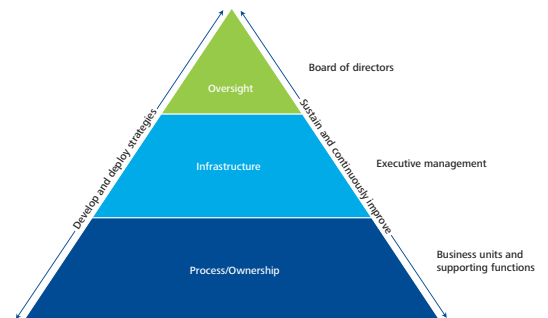 Board of directors
Oversight
Develop and deploy strategies
Sustain and continuously improve
Infrastructure
Executive management
Process/Ownership
Business units and
supporting functions